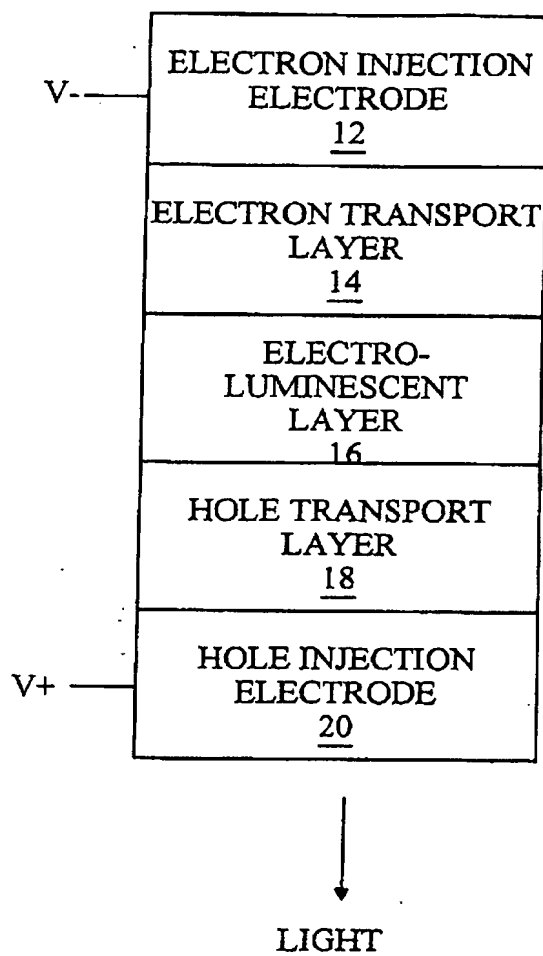 ELECTRON INJECTION
V-
ELECTRODE
12
ELECTRON TRANSPORT
LAYER
14
ELECTRO-
LUMINESCENT
LAYER
16
HOLE TRANSPORT
LAYER
18
HOLE INJECTION
V+
ELECTRODE
20
LIGHT